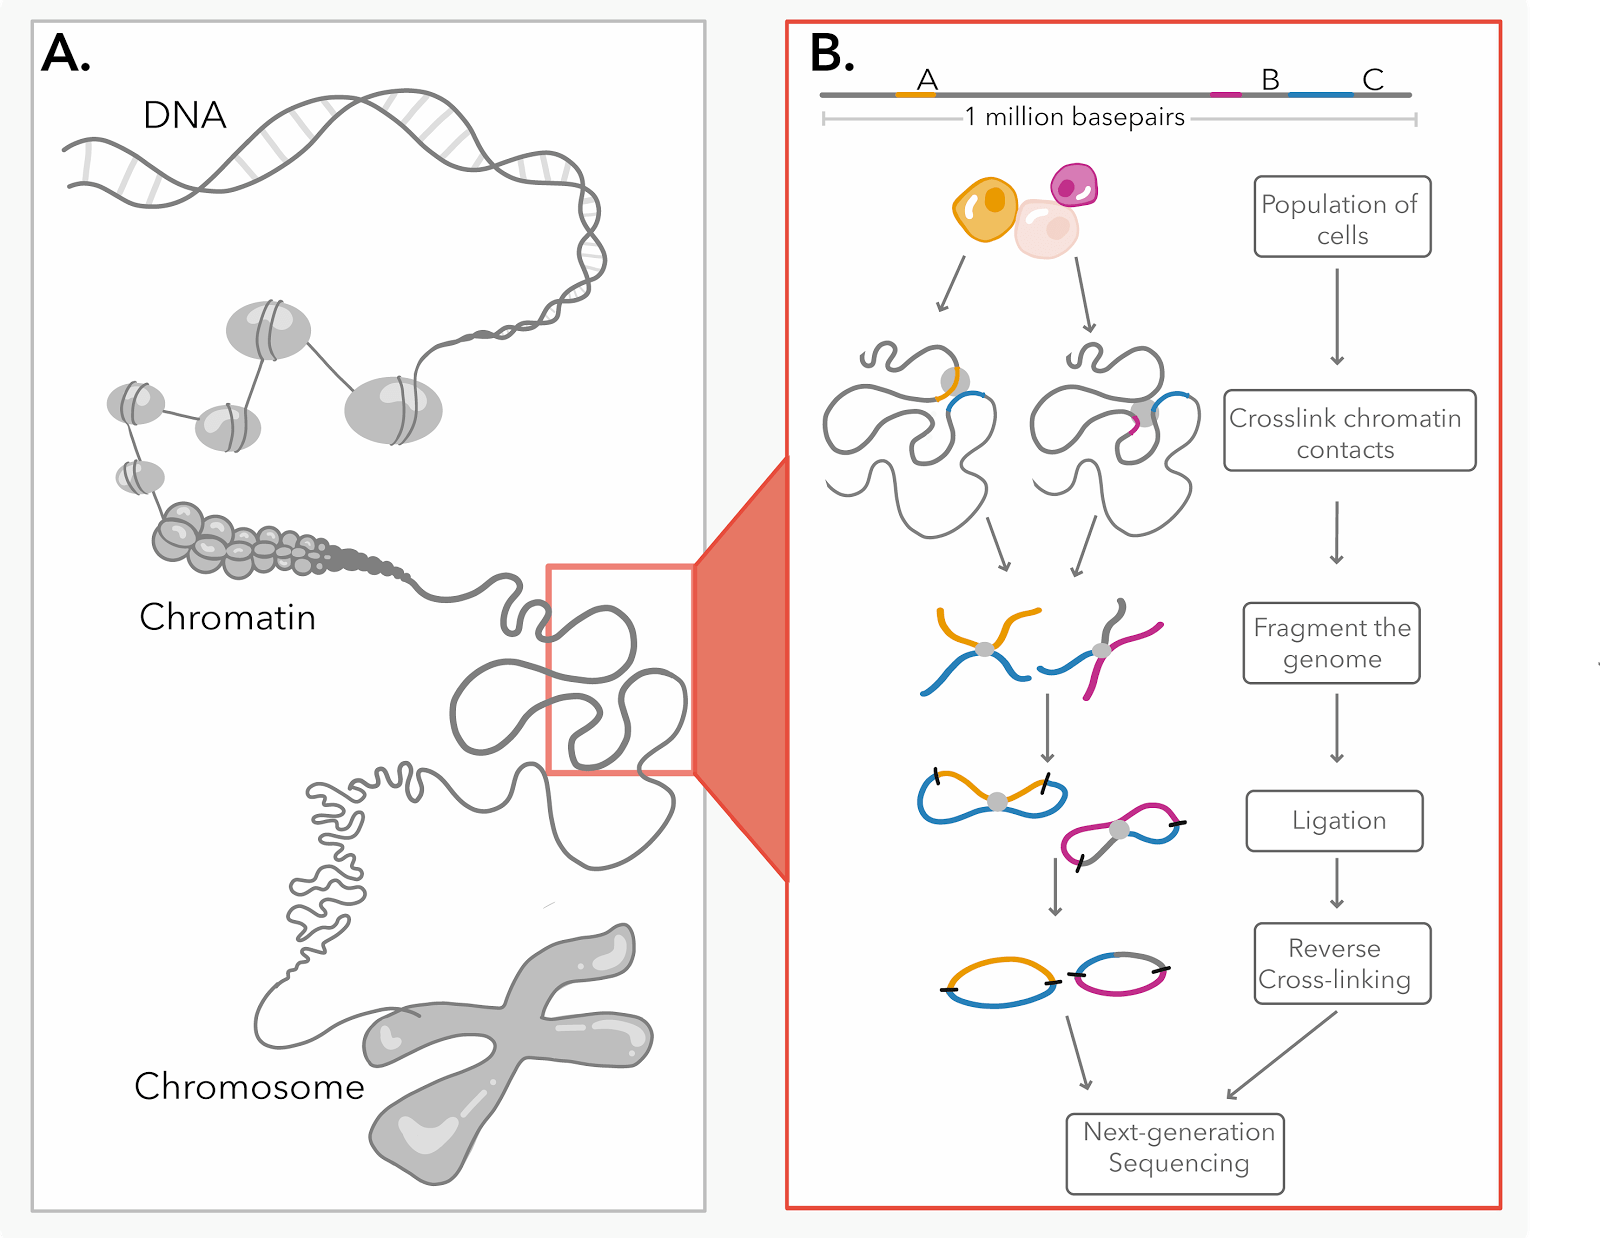 A.
DNA
Chromatin
Chromosome
B.
A
B
C
1 million basepairs
Population of
cells
Crosslink chromatin
contacts
Fragment the
genome
Ligation
Reverse
Cross-linking
Next-generation
Sequencing